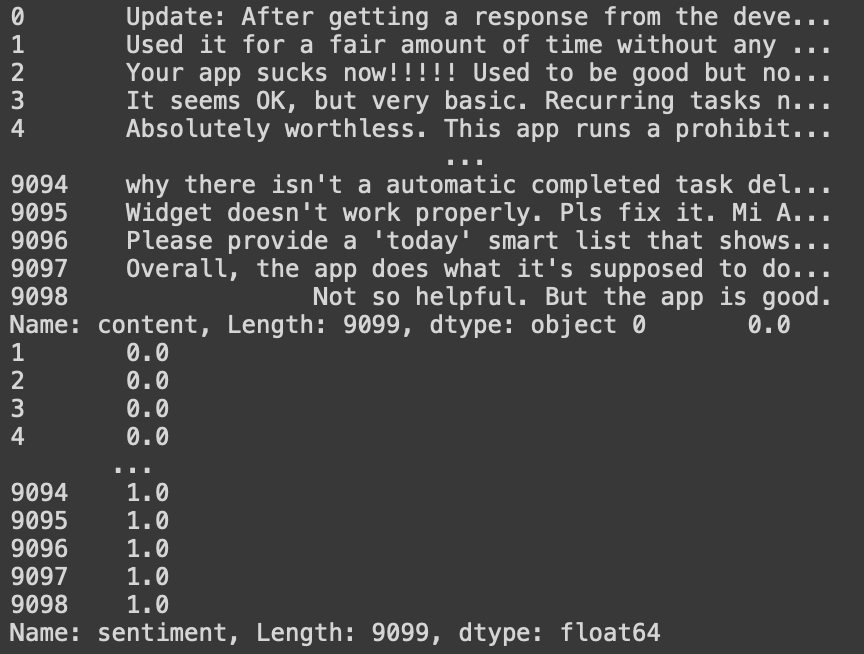 0       Update: After getting a response from the deve...
1       Used it for a fair amount of time without any ...
2       Your app sucks now!!!!! Used to be good but no...
3       It seems OK, but very basic. Recurring tasks n...
4       Absolutely worthless. This app runs a prohibit...
                              ...
9094    why there isn't a automatic completed task del...
9095    Widget doesn't work properly. Pls fix it. Mi A...
9096    Please provide a 'today' smart list that shows...
9097    Overall, the app does what it's supposed to do...
9098                 Not so helpful. But the app is good.
Name: content, Length: 9099, dtype: object 0       0.0
1       0.0
2       0.0
3       0.0
4       0.0
       ...
9094    1.0
9095    1.0
9096    1.0
9097    1.0
9098    1.0
Name: sentiment, Length: 9099, dtype: float64